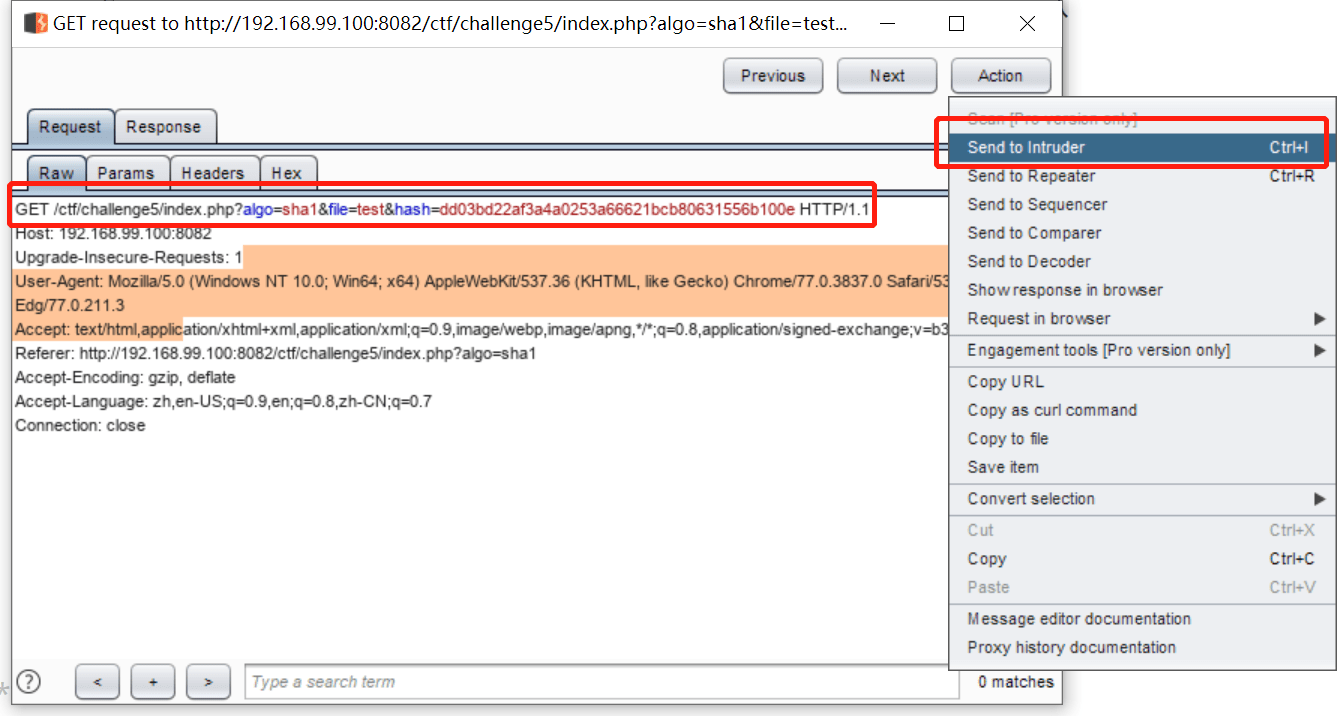 GET request to http://192.168.99.100:8082/ctf/challenge5/index.php?algo=sha1&file=test...
Previous Next Action
Request Response
Raw Params Headers Hex
GET /ctf/challenge5/index.php?algo=sha1&file=test&hash=dd03bd22af3a4a0253a66621bcb80631556b100e HTTP/1.1
Host: 192.168.99.100:8082
Upgrade-Insecure-Requests: 1
User-Agent: Mozilla/5.0 (Windows NT 10.0; Win64; x64) AppleWebKit/537.36 (KHTML, like Gecko) Chrome/77.0.3837.0 Safari/53
Edg/77.0.211.3
Accept: text/html,application/xhtml+xml,application/xml;q=0.9,image/webp,image/apng,*/*;q=0.8,application/signed-exchange;v=b3
Referer: http://192.168.99.100:8082/ctf/challenge5/index.php?algo=sha1
Accept-Encoding: gzip, deflate
Accept-Language: zh,en-US;q=0.9,en;q=0.8,zh-CN;q=0.7
Connection: close
Scan [Pro version only]
Send to Intruder Ctrl+I
Send to Repeater Ctrl+R
Send to Sequencer
Send to Comparer
Send to Decoder
Show response in browser
Request in browser
Engagement tools [Pro version only]
Copy URL
Copy as curl command
Copy to file
Save item
Convert selection
Cut Ctrl+X
Copy Ctrl+C
Paste Ctrl+V
Message editor documentation
Proxy history documentation
? < + > Type a search term 0 matches